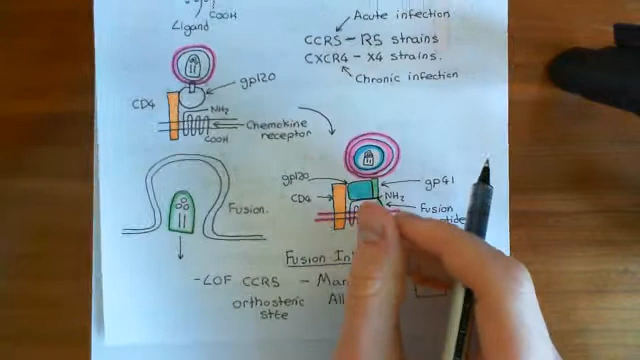 COOH
Ligand
Acute infection
CCR5 - R5 strains
CXCR4 - X4 strains.
Chronic infection
gp120
CD4
NH2
Chemokine
receptor
COOH
gp120
gp41
CD4
NH2
Fusion
Fusion.
Fusion
-LOF CCR5 - 
orthosteric
site